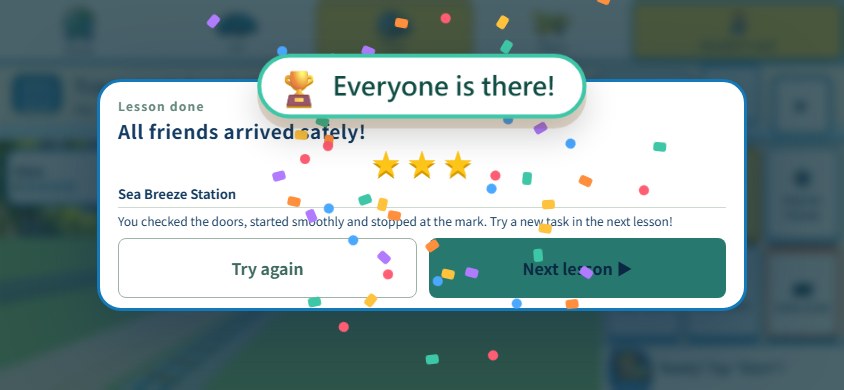 Everyone is there!
Lesson done
All friends arrived safely!
Sea Breeze Station
You checked the doors, started smoothly and stopped at the mark. Try a new task in the next lesson!
Try again
Next lesson